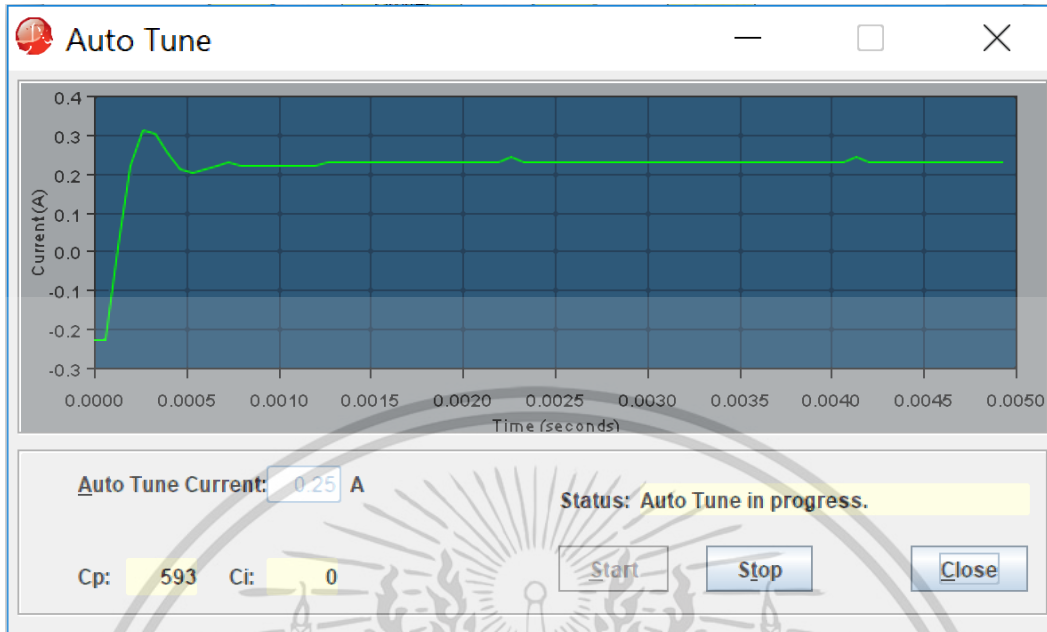 Auto Tune
0.4
0.3
0.2
0.1
0.0
-0.1
-0.2
-0.3
Current(A)
0.0000 0.0005 0.0010 0.0015 0.0020 0.0025 0.0030 0.0035 0.0040 0.0045 0.0050
Time (seconds)
Auto Tune Current: 0.25 A
Status: Auto Tune in progress.
Cp: 593 Ci: 0
Start Stop Close